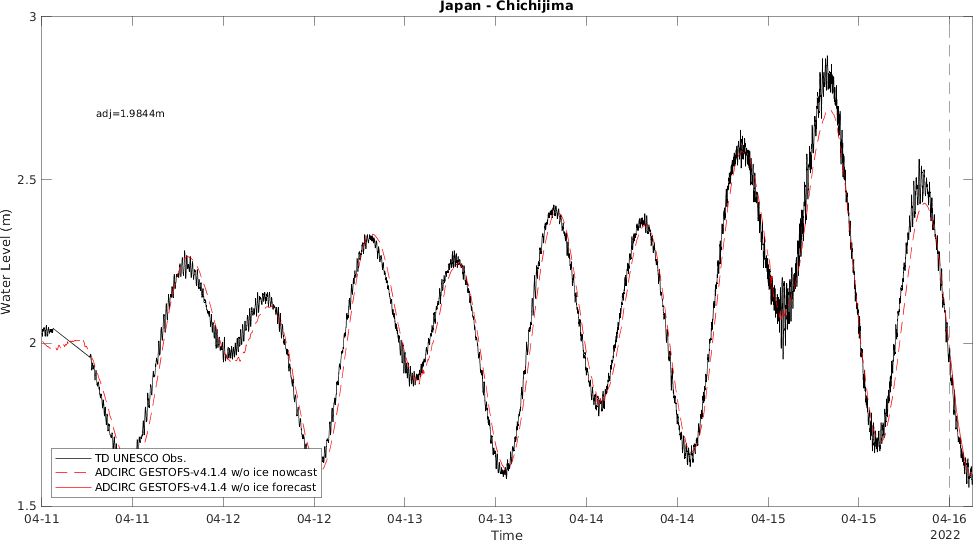 Japan - Chichijima
3
adj=1.9844m
2.5
Water Level (m)
2
TD UNESCO Obs.
ADCIRC GESTOFS-v4.1.4 w/o ice nowcast
ADCIRC GESTOFS-v4.1.4 w/o ice forecast
1.5
04-11 04-11 04-12 04-12 04-13 04-13 04-14 04-14 04-15 04-15 04-16
Time 2022